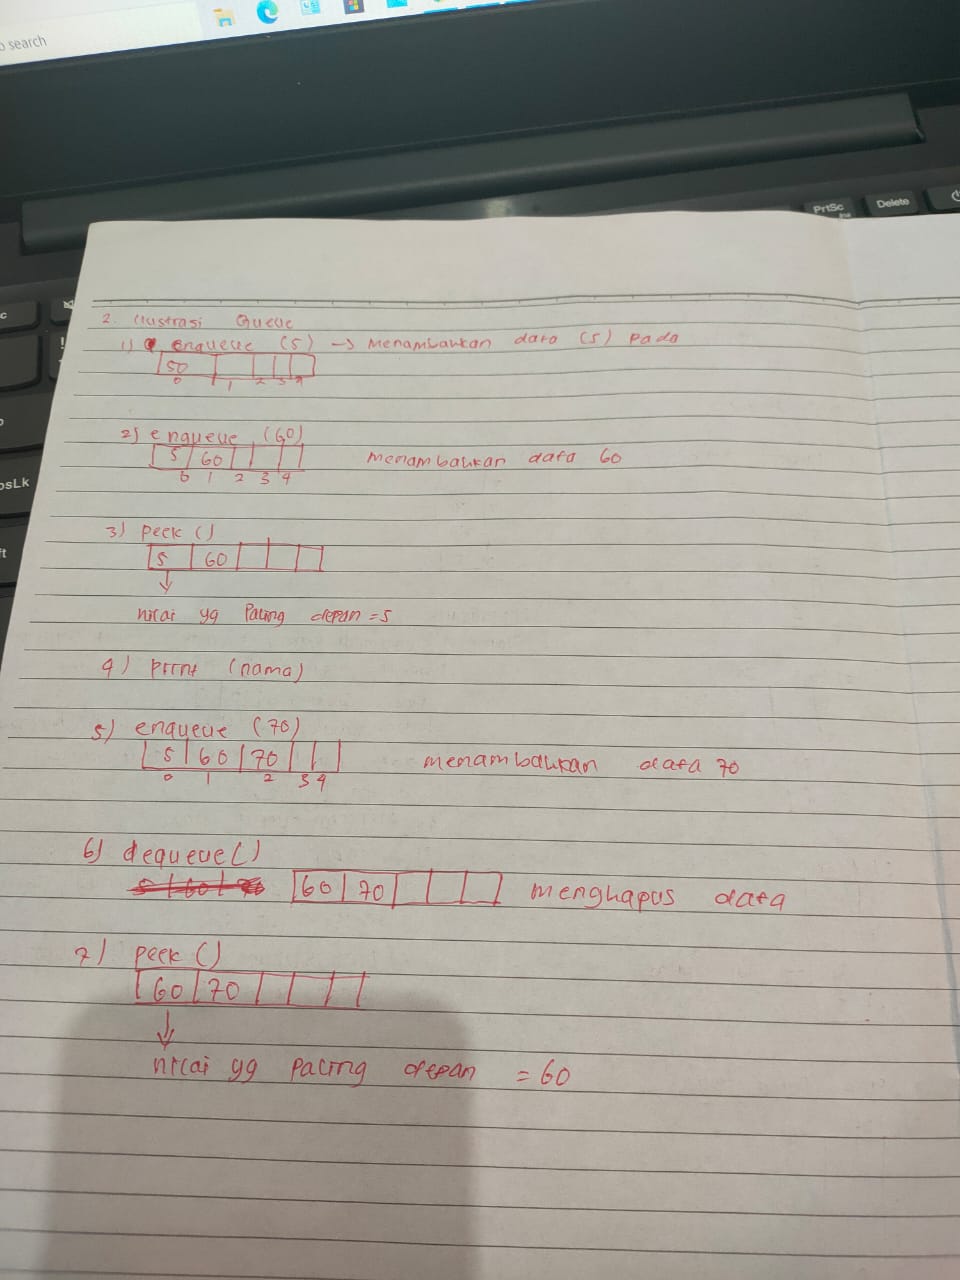 o search
PrtSc
Delete
2. Ilustrasi Queue
1) enqueue (5) -> Menambahkan data (5) pada
50
0 1 2 3 4
2) enqueue (60)
5 60 menambahkan data 60
0 1 2 3 4
3) Peek ()
5 60
nilai yg Paling depan = 5
4) Print (nama)
5) enqueue (70)
5 60 70 menambahkan data 70
0 1 2 3 4
6) dequeue()
60 70 menghapus data
7) peek ()
60 70
nilai yg paling depan = 60